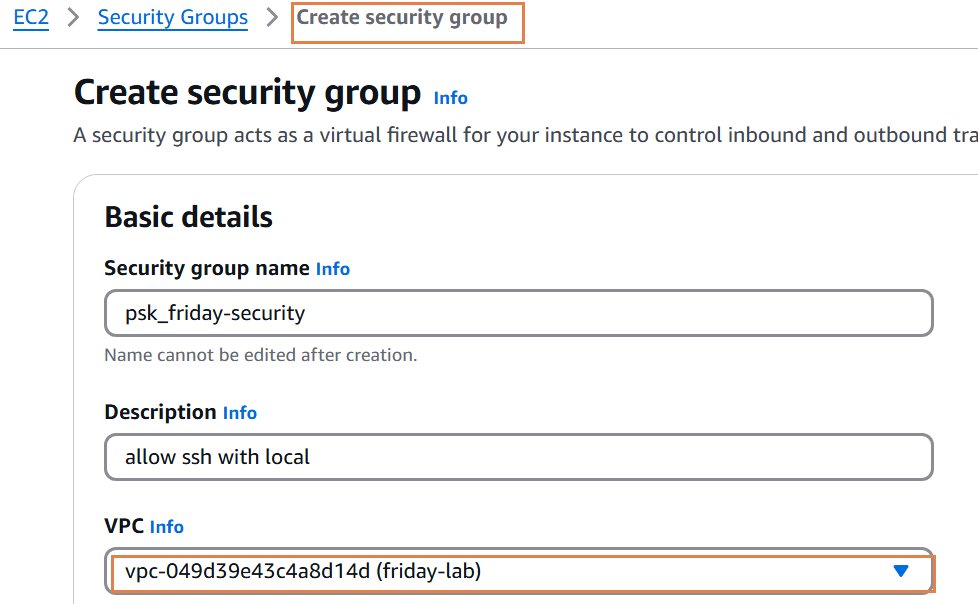 EC2 > Security Groups > Create security group
Create security group Info
A security group acts as a virtual firewall for your instance to control inbound and outbound
Basic details
Security group name Info
psk_friday-security
Name cannot be edited after creation.
Description Info
allow ssh with local
VPC Info
vpc-049d39e43c4a8d14d (friday-lab)